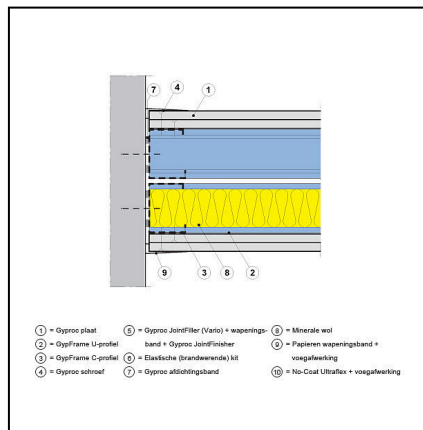 7
4
1
9
3
8
2
1 = Gyproc plaat
2 = GypFrame U-profiel
3 = GypFrame C-profiel
4 = Gyproc schroef
5 = Gyproc JointFiller (Vario) + wapenings-
band + Gyproc JointFinisher
6 = Elastische (brandwerende) kit
7 = Gyproc afdichtingsband
8 = Minerale wol
9 = Papieren wapeningsband +
voegafwerking
10 = No-Coat Ultraflex + voegafwerking